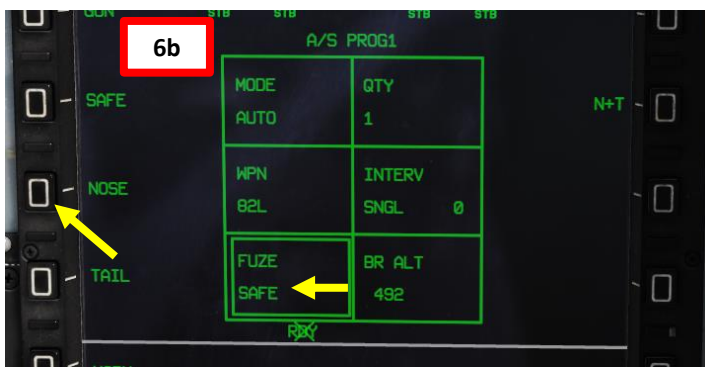 GUN STB STB STB STB
6b
A/S PROG1
MODE QTY
SAFE N+T
AUTO 1
WPN INTERV
NOSE
82L SNGL 0
FUZE BR ALT
TAIL
SAFE 492
RDY